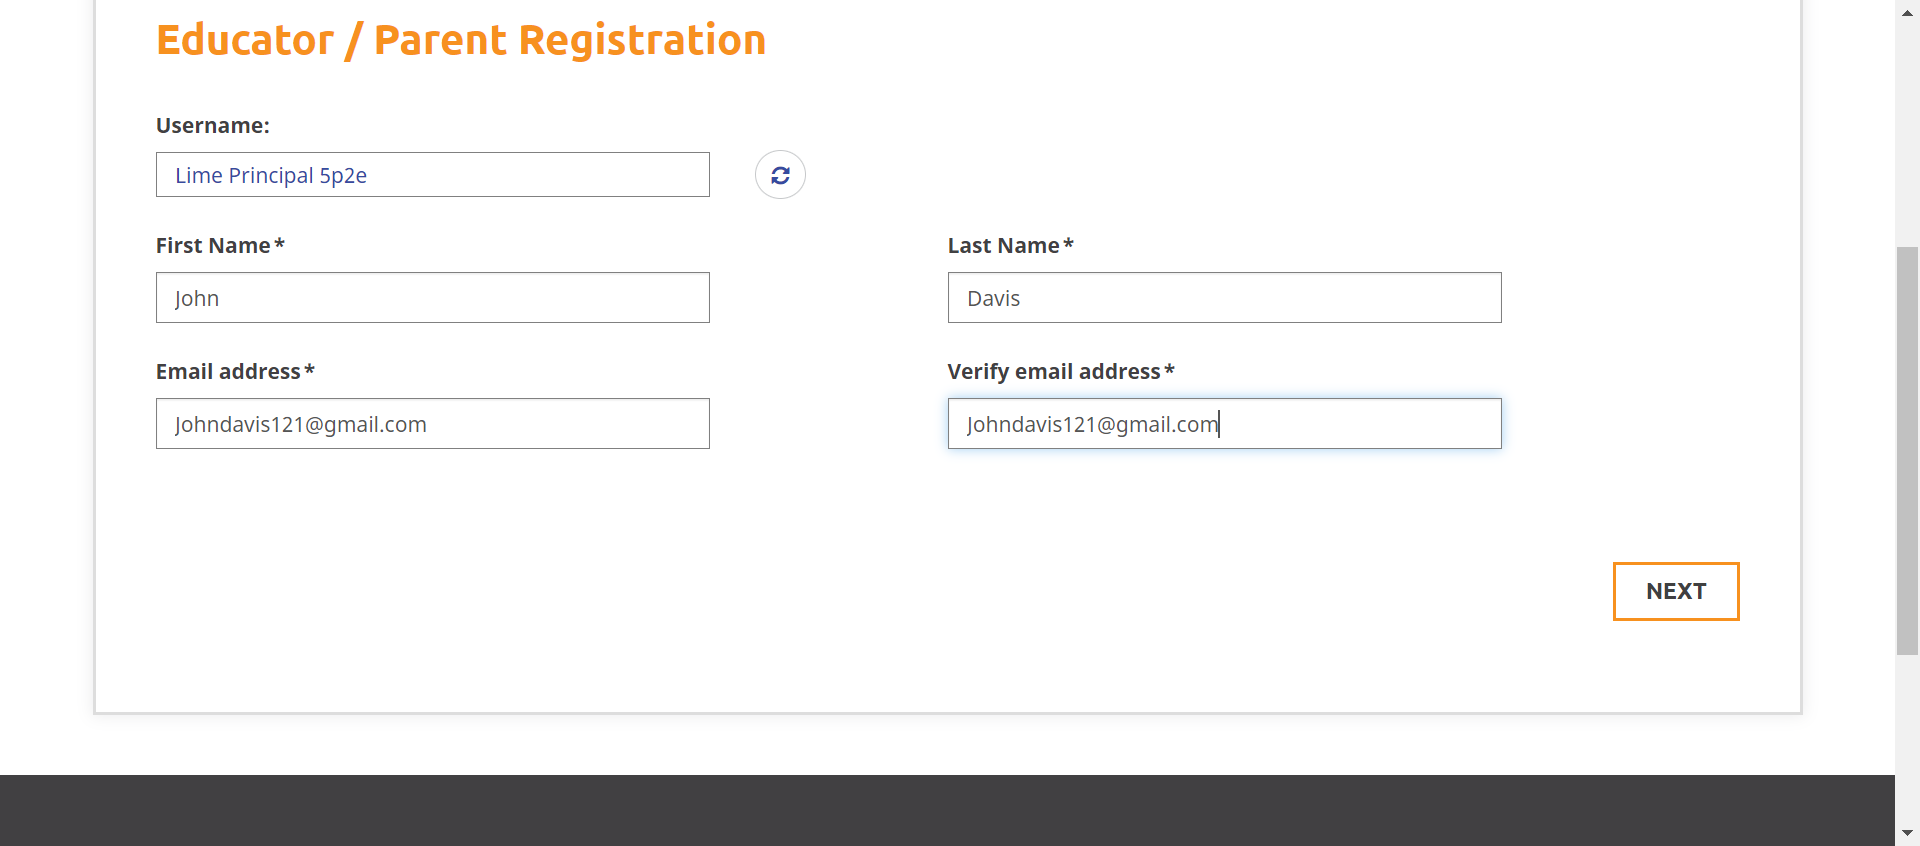 Educator / Parent Registration
Username:
Lime Principal 5p2e
First Name*
Last Name*
John
Davis
Email address*
Verify email address*
Johndavis121@gmail.com
Johndavis121@gmail.com
NEXT